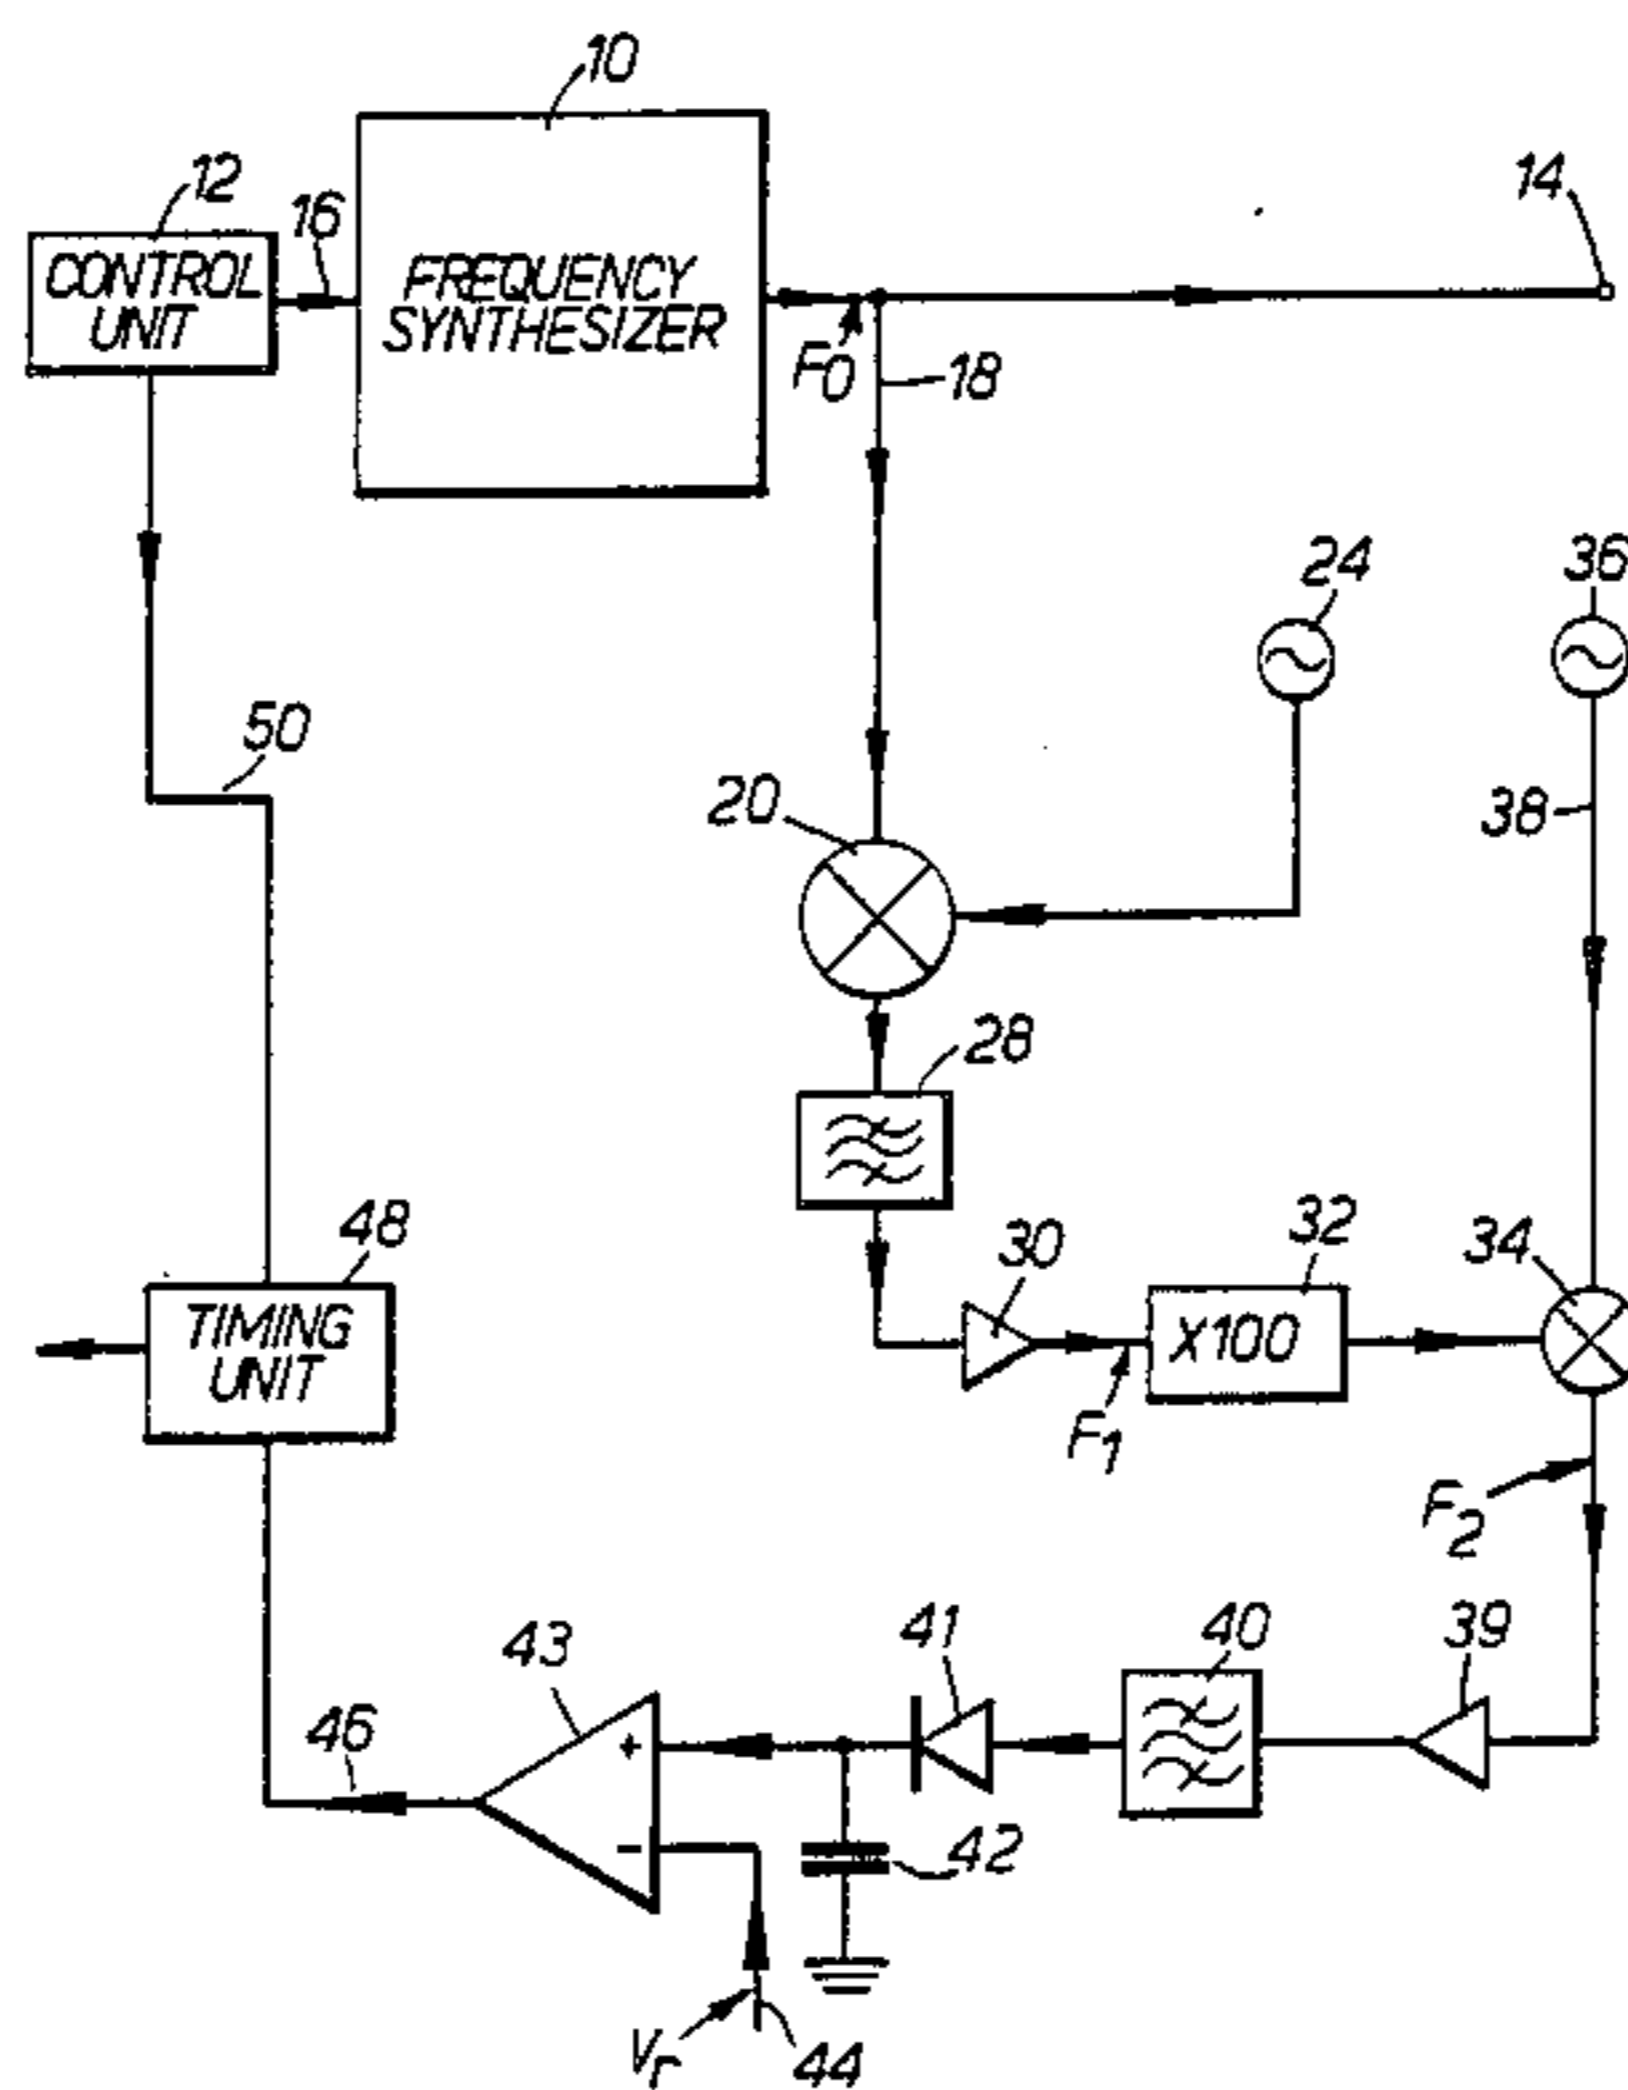 10
12
16
14
CONTROL
UNIT
FREQUENCY
SYNTHESIZER
F0
18
24
36
50
20
38
28
48
30
32
34
TIMING
UNIT
X100
F1
F2
43
41
40
39
46
+
-
42
Vr
44